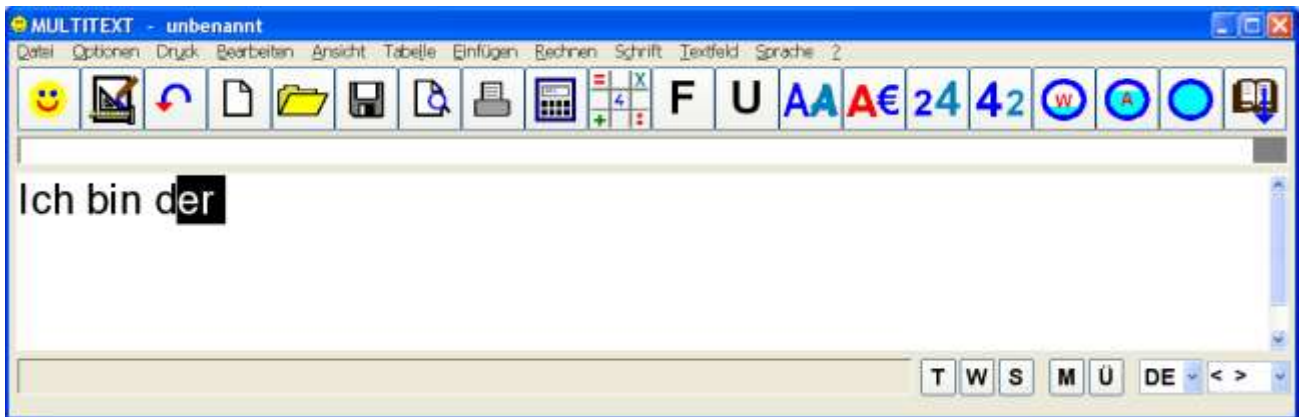 MULTITEXT - unbenannt
Datei Optionen Druck Bearbeiten Ansicht Tabelle Einfügen Rechnen Schrift Textfeld Sprache ?
= X 4 + : F U AA A€ 24 42 W A
Ich bin der
T W S M Ü DE < >